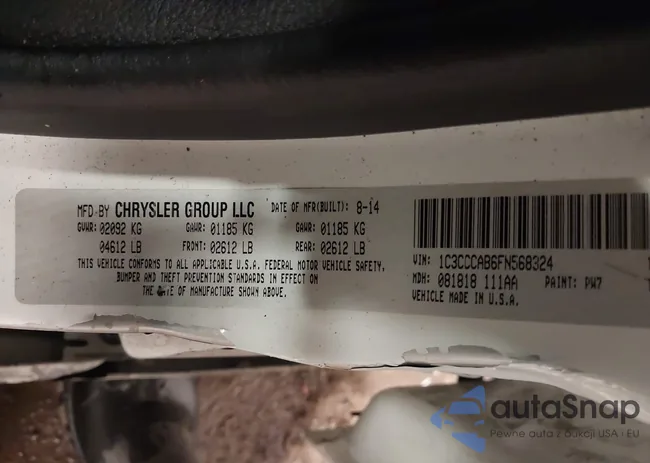 MFD BY CHRYSLER GROUP LLC DATE OF MFR(BUILT): 8-14
GVWR: 02092 KG GAWR: 01185 KG GAWR: 01185 KG
04612 LB FRONT: 02612 LB REAR: 02612 LB
THIS VEHICLE CONFORMS TO ALL APPLICABLE U.S.A. FEDERAL MOTOR VEHICLE SAFETY,
BUMPER AND THEFT PREVENTION STANDARDS IN EFFECT ON
THE DATE OF MANUFACTURE SHOWN ABOVE.
VIN: 1C3CCCAB6FN568324
MDH: 081818 111AA PAINT: PW7
VEHICLE MADE IN U.S.A.
autaSnap
Pewne auta z aukcji USA i EU